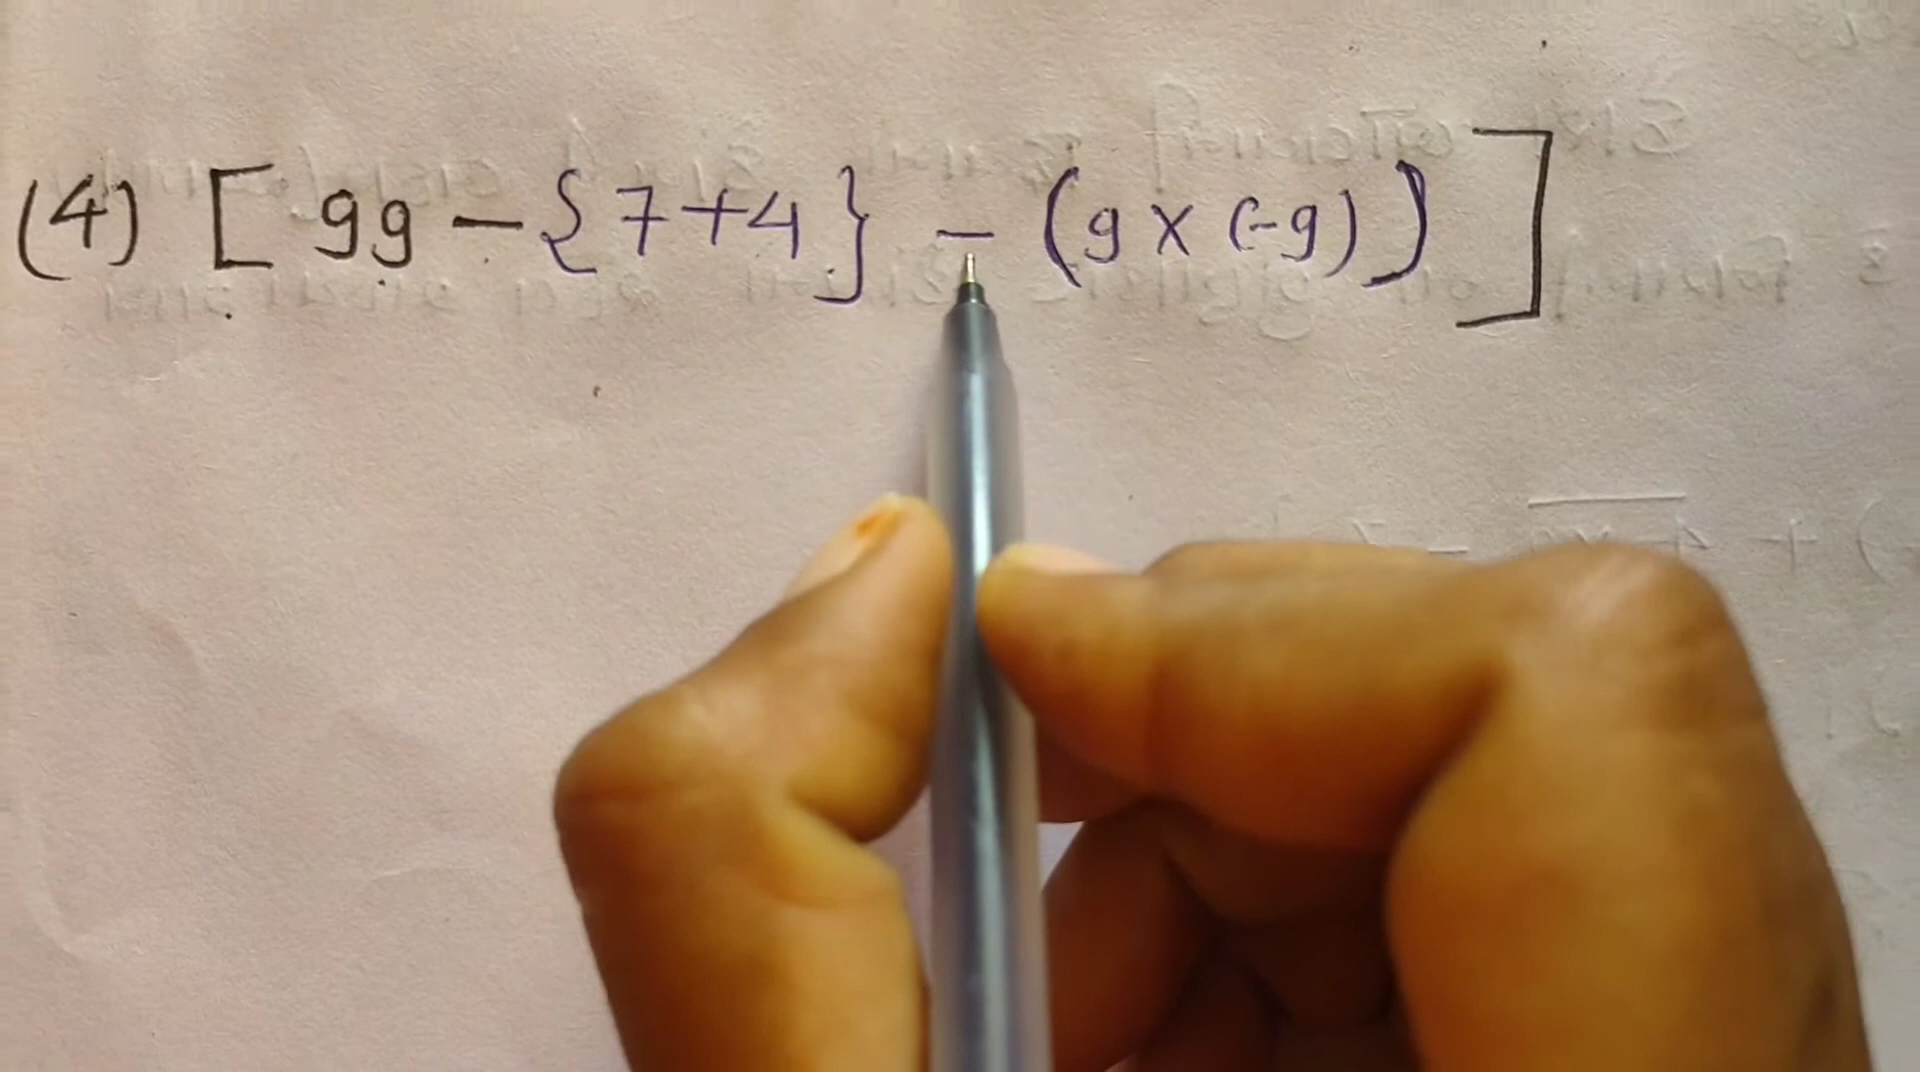 (4) [ 99 - {7+4} - (9 x (-9)) ]